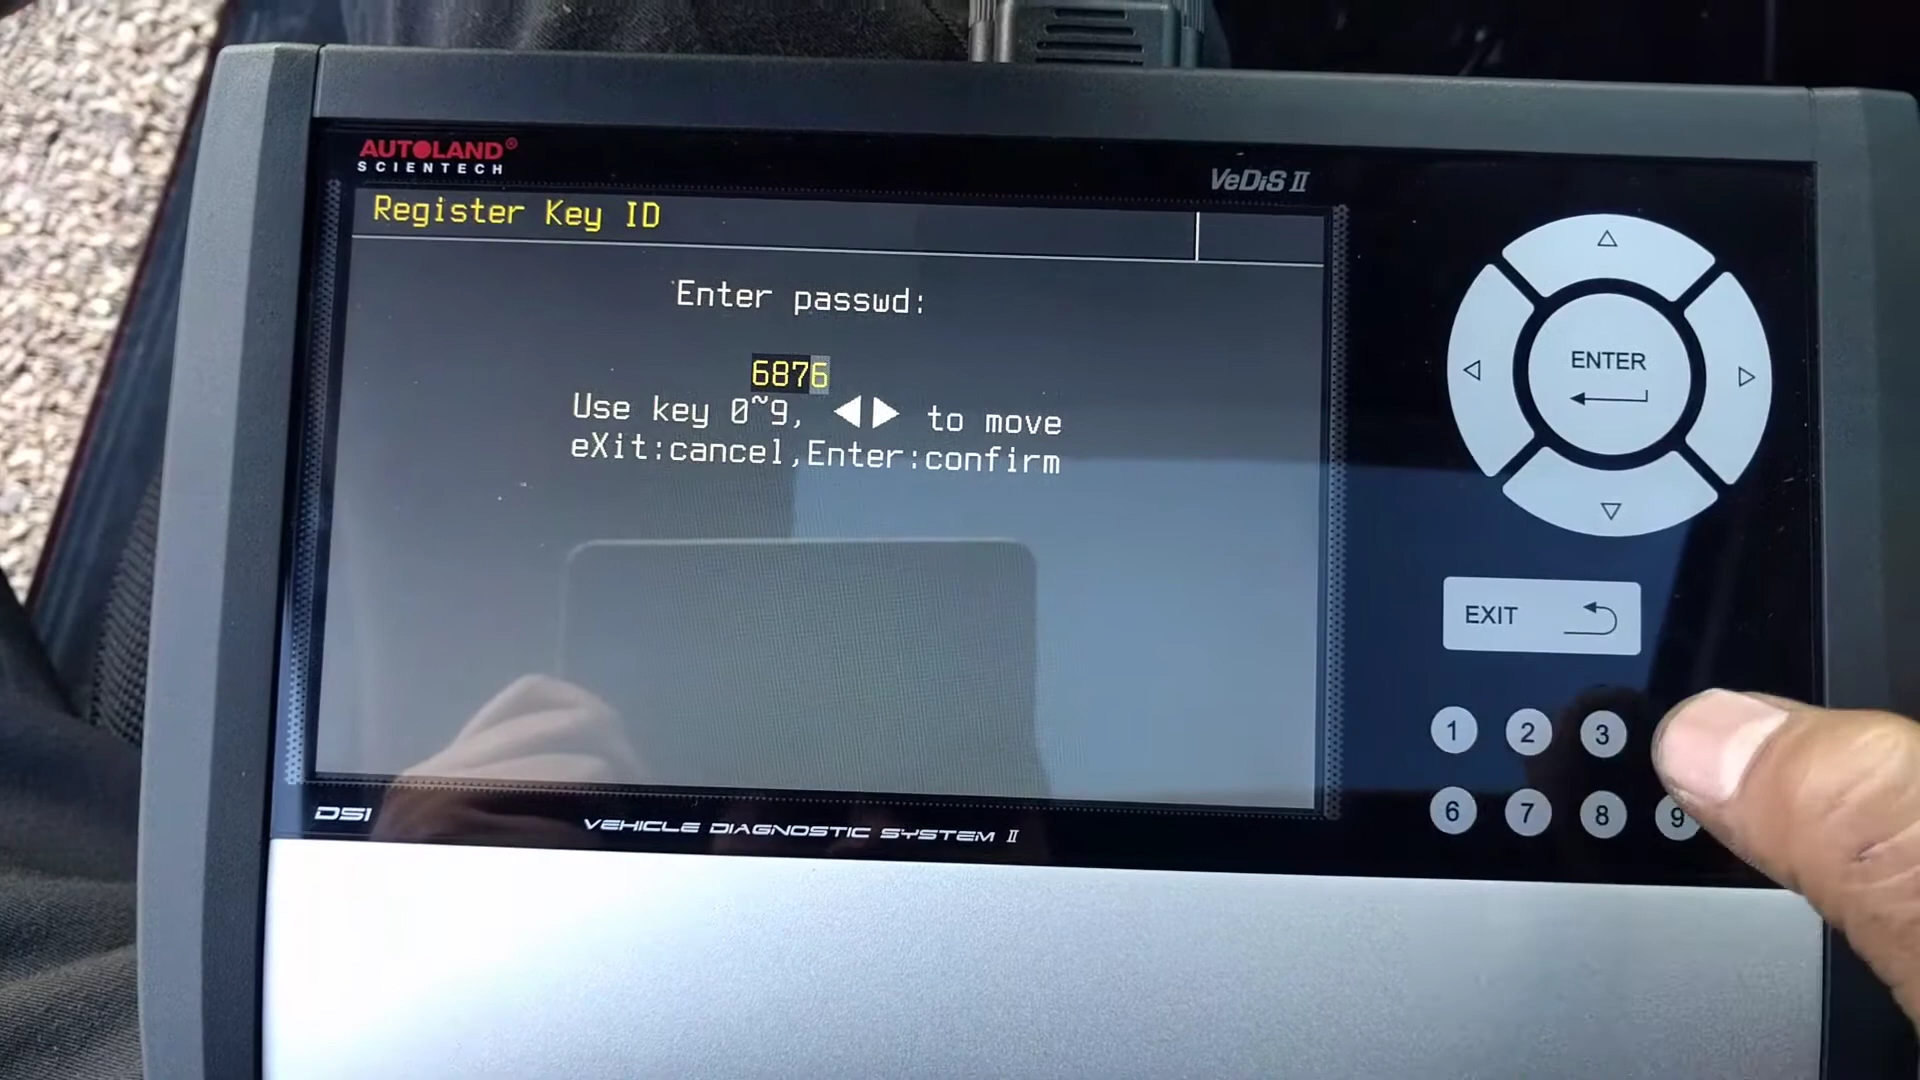 AUTOLAND®
SCIENTECH
VeDiS II
Register Key ID
Enter passwd:
6876
Use key 0~9, ◀▶ to move
eXit:cancel,Enter:confirm
ENTER
EXIT
1 2 3
6 7 8 9
DSI
VEHICLE DIAGNOSTIC SYSTEM II